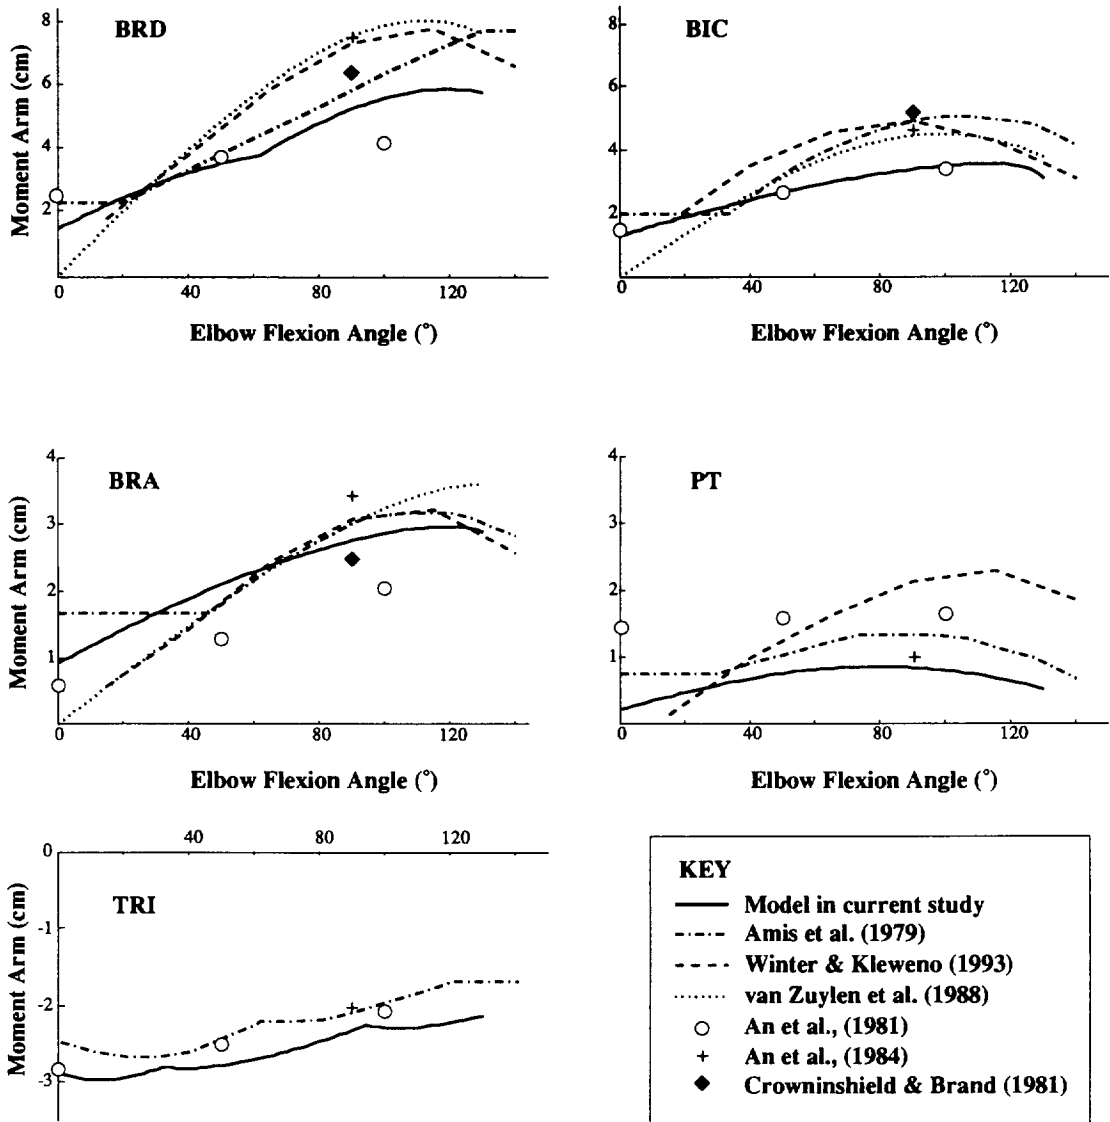 BRD
Moment Arm (cm)
8
6
4
2
0
40
80
120
Elbow Flexion Angle (°)
BIC
8
6
4
2
0
40
80
120
Elbow Flexion Angle (°)
BRA
Moment Arm (cm)
4
3
2
1
0
40
80
120
Elbow Flexion Angle (°)
PT
4
3
2
1
0
40
80
120
Elbow Flexion Angle (°)
TRI
Moment Arm (cm)
40
80
120
0
-1
-2
-3
KEY
Model in current study
Amis et al. (1979)
Winter & Kleweno (1993)
van Zuylen et al. (1988)
An et al., (1981)
An et al., (1984)
Crowninshield & Brand (1981)